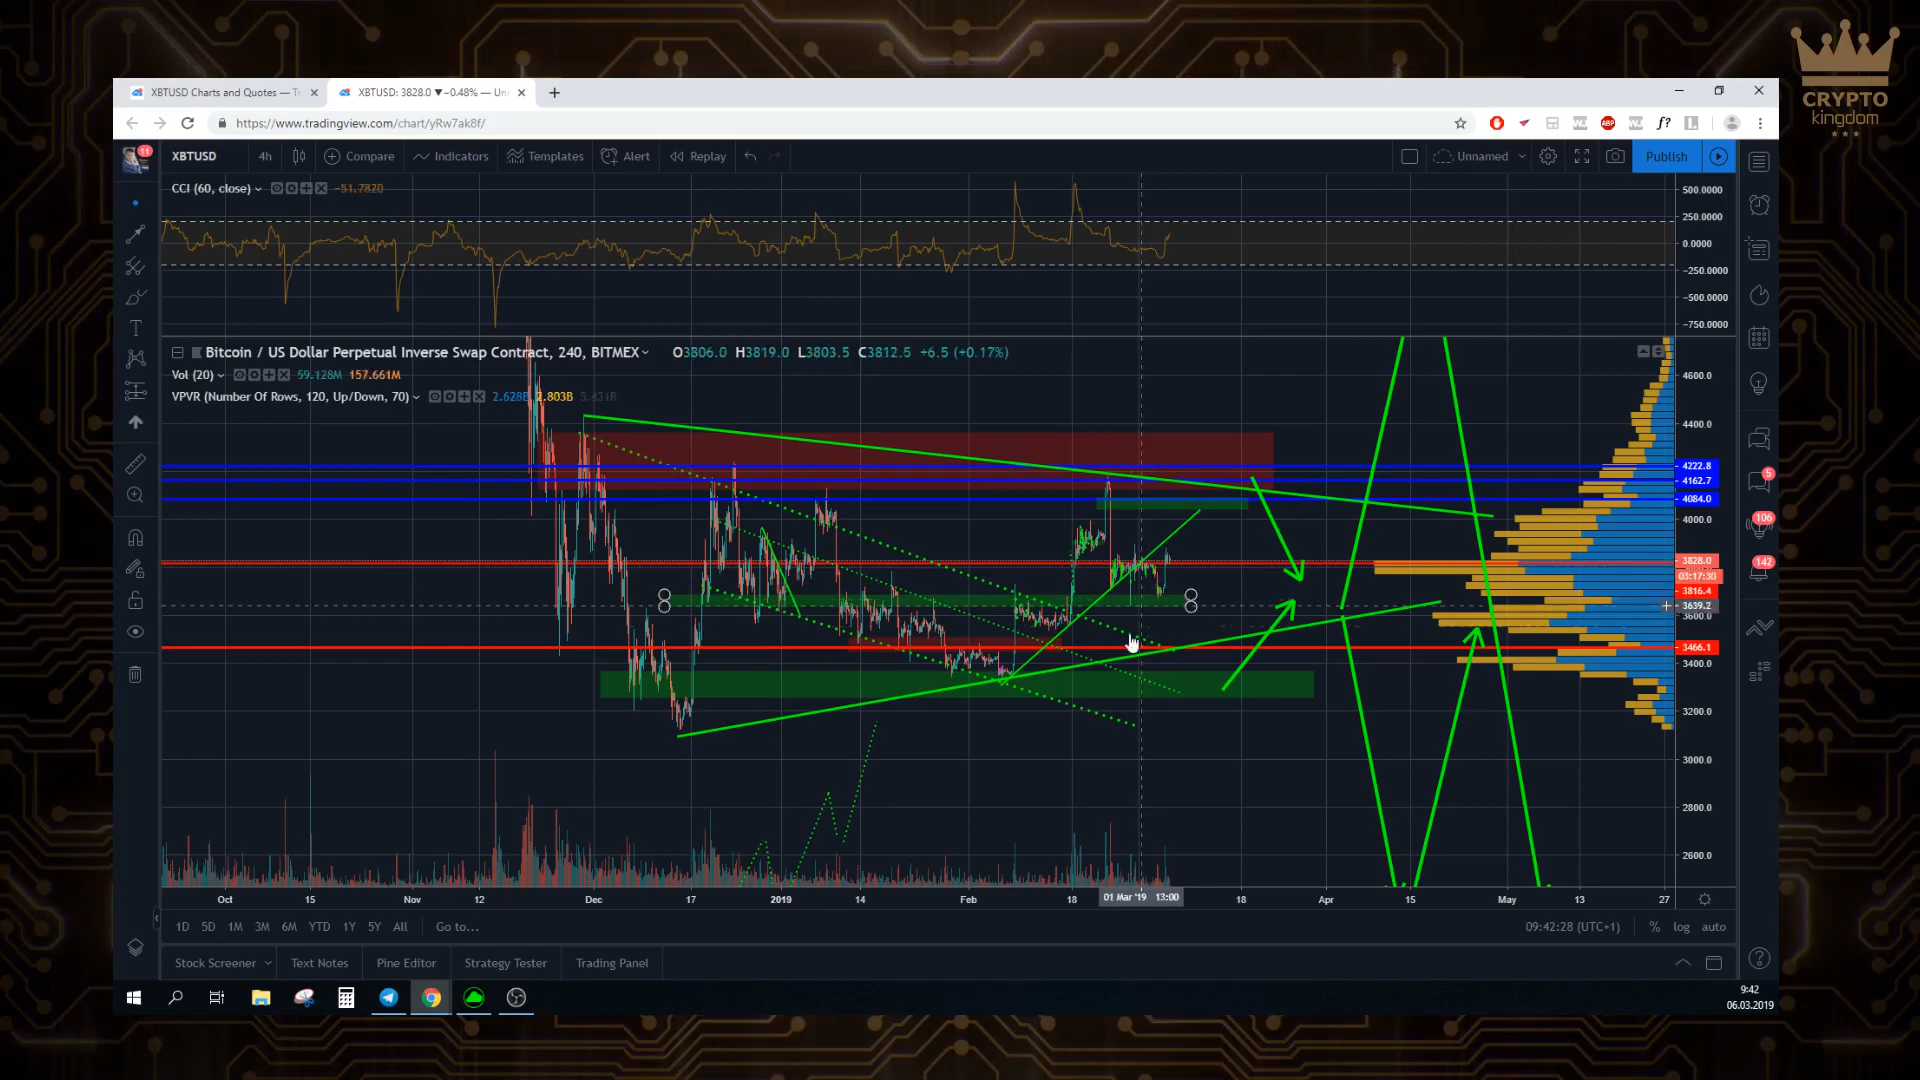 CRYPTO
kingdom
XBTUSD Charts and Quotes — Tr
XBTUSD: 3828.0 ▼ −0.48% — Un
https://www.tradingview.com/chart/yRw7ak8f/
ABP
f?
11
XBTUSD 4h Compare Indicators Templates Alert Replay Unnamed Publish
CCI (60, close) −51.7820
500.0000
250.0000
0.0000
−250.0000
−500.0000
−750.0000
Bitcoin / US Dollar Perpetual Inverse Swap Contract, 240, BITMEX O3806.0 H3819.0 L3803.5 C3812.5 +6.5 (+0.17%)
Vol (20) 59.128M 157.661M
VPVR (Number Of Rows, 120, Up/Down, 70) 2.628B 2.803B 5.431B
4600.0
4400.0
4222.8
4162.7
4084.0
4000.0
3828.0
03:17:30
3816.4
3639.2
3600.0
3466.1
3400.0
3200.0
3000.0
2800.0
2600.0
5
106
142
Oct 15 Nov 12 Dec 17 2019 14 Feb 18 01 Mar '19 13:00 18 Apr 15 May 13 27
1D 5D 1M 3M 6M YTD 1Y 5Y All Go to... 09:42:28 (UTC+1) % log auto
Stock Screener Text Notes Pine Editor Strategy Tester Trading Panel
9:42
06.03.2019